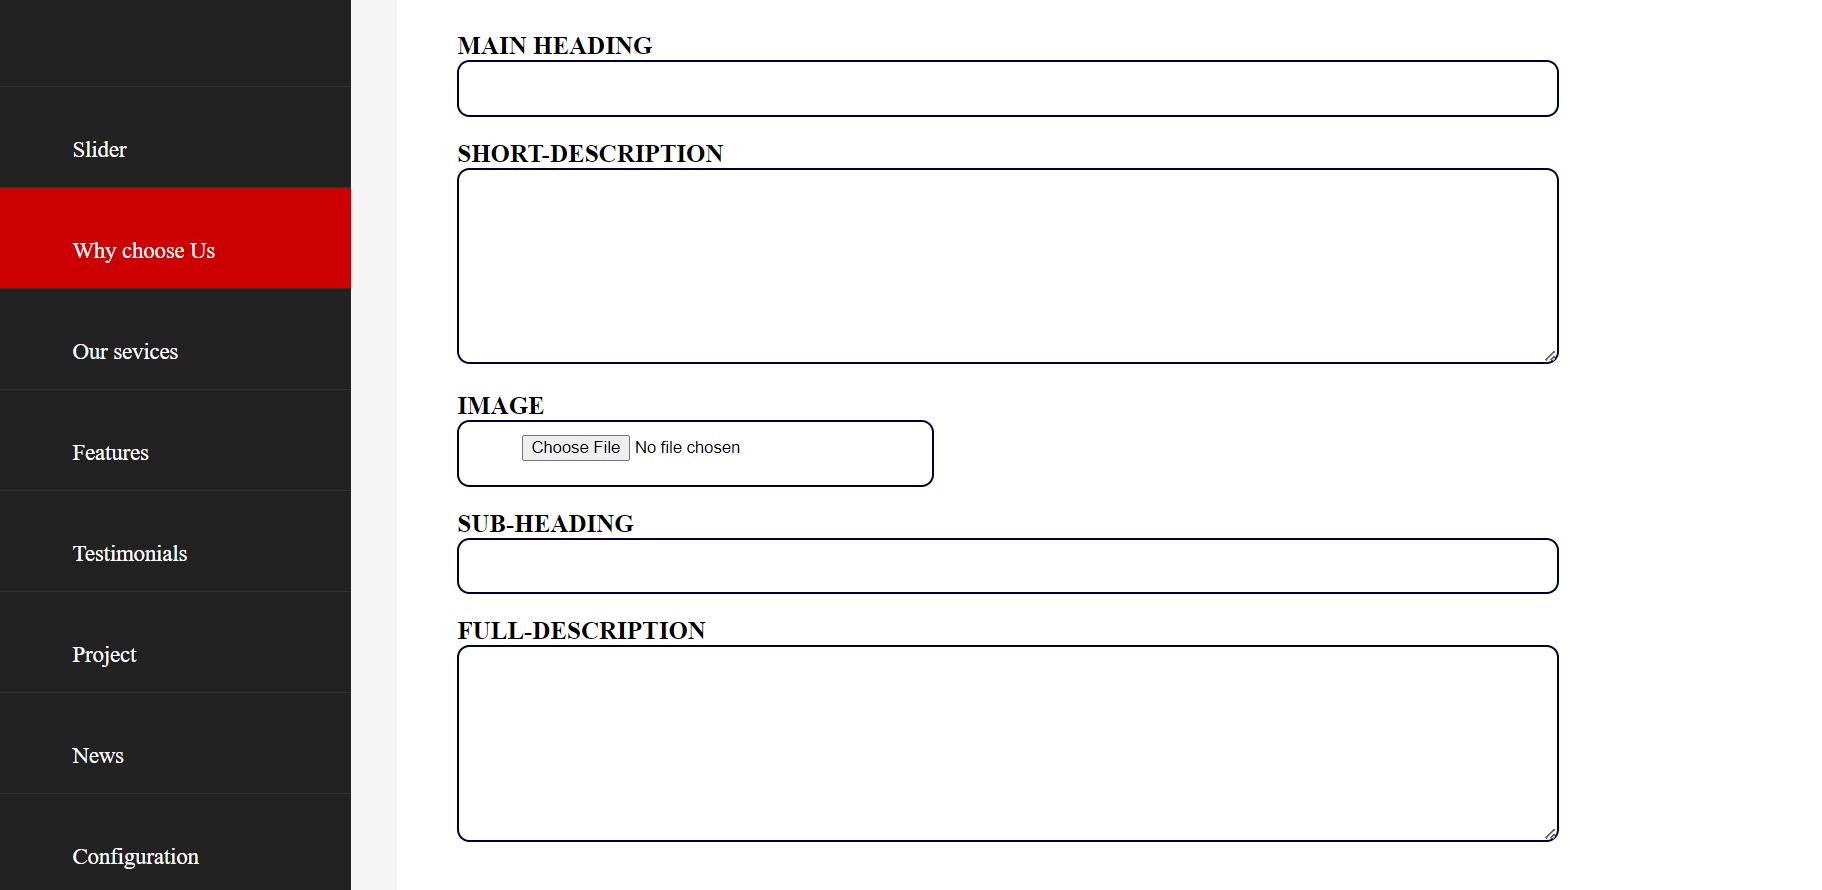 Slider
Why choose Us
Our sevices
Features
Testimonials
Project
News
Configuration
MAIN HEADING
SHORT-DESCRIPTION
IMAGE
Choose File No file chosen
SUB-HEADING
FULL-DESCRIPTION